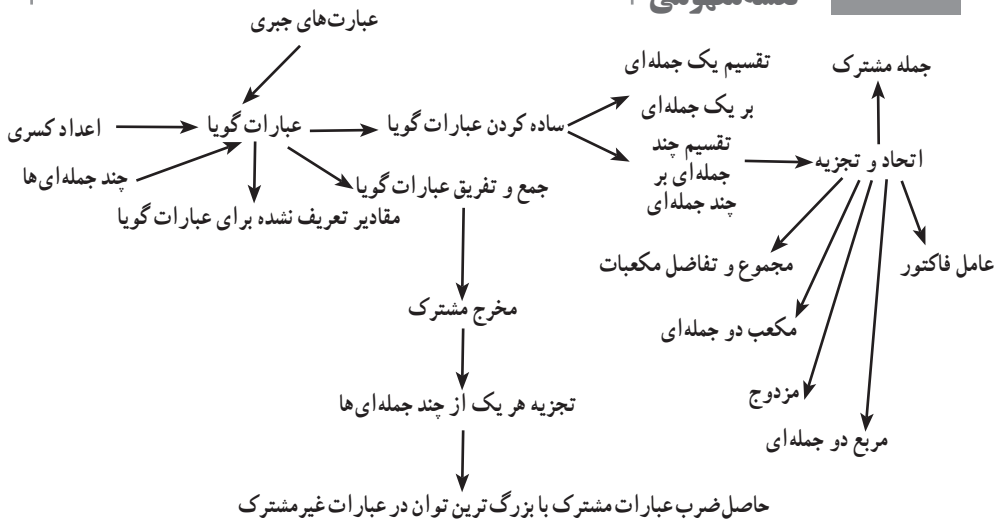 نقشه مفهومی
عبارت‌های جبری
تقسیم یک جمله‌ای
بر یک جمله‌ای
جمله مشترک
اعداد کسری
عبارات گویا
ساده کردن عبارات گویا
تقسیم چند
جمله‌ای بر
چند جمله‌ای
اتحاد و تجزیه
چند جمله‌ای‌ها
جمع و تفریق عبارات گویا
مقادیر تعریف نشده برای عبارات گویا
مجموع و تفاضل مکعبات
عامل فاکتور
مخرج مشترک
مکعب دو جمله‌ای
مزدوج
تجزیه هر یک از چند جمله‌ای‌ها
مربع دو جمله‌ای
حاصل‌ضرب عبارات مشترک با بزرگ‌ترین توان در عبارات غیرمشترک